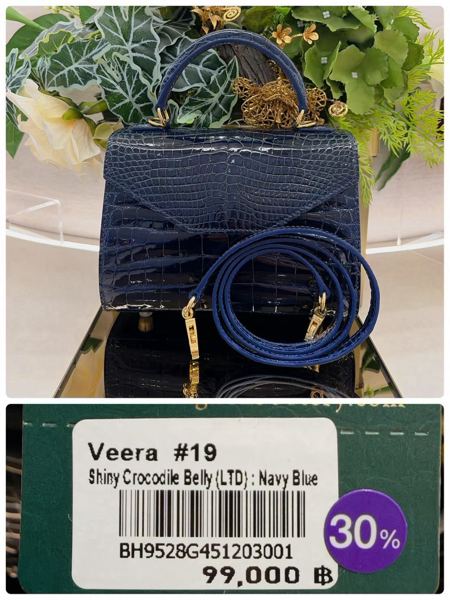 Veera #19
Shiny Crocodile Belly (LTD) : Navy Blue
BH9528G451203001
99,000 ฿
30%